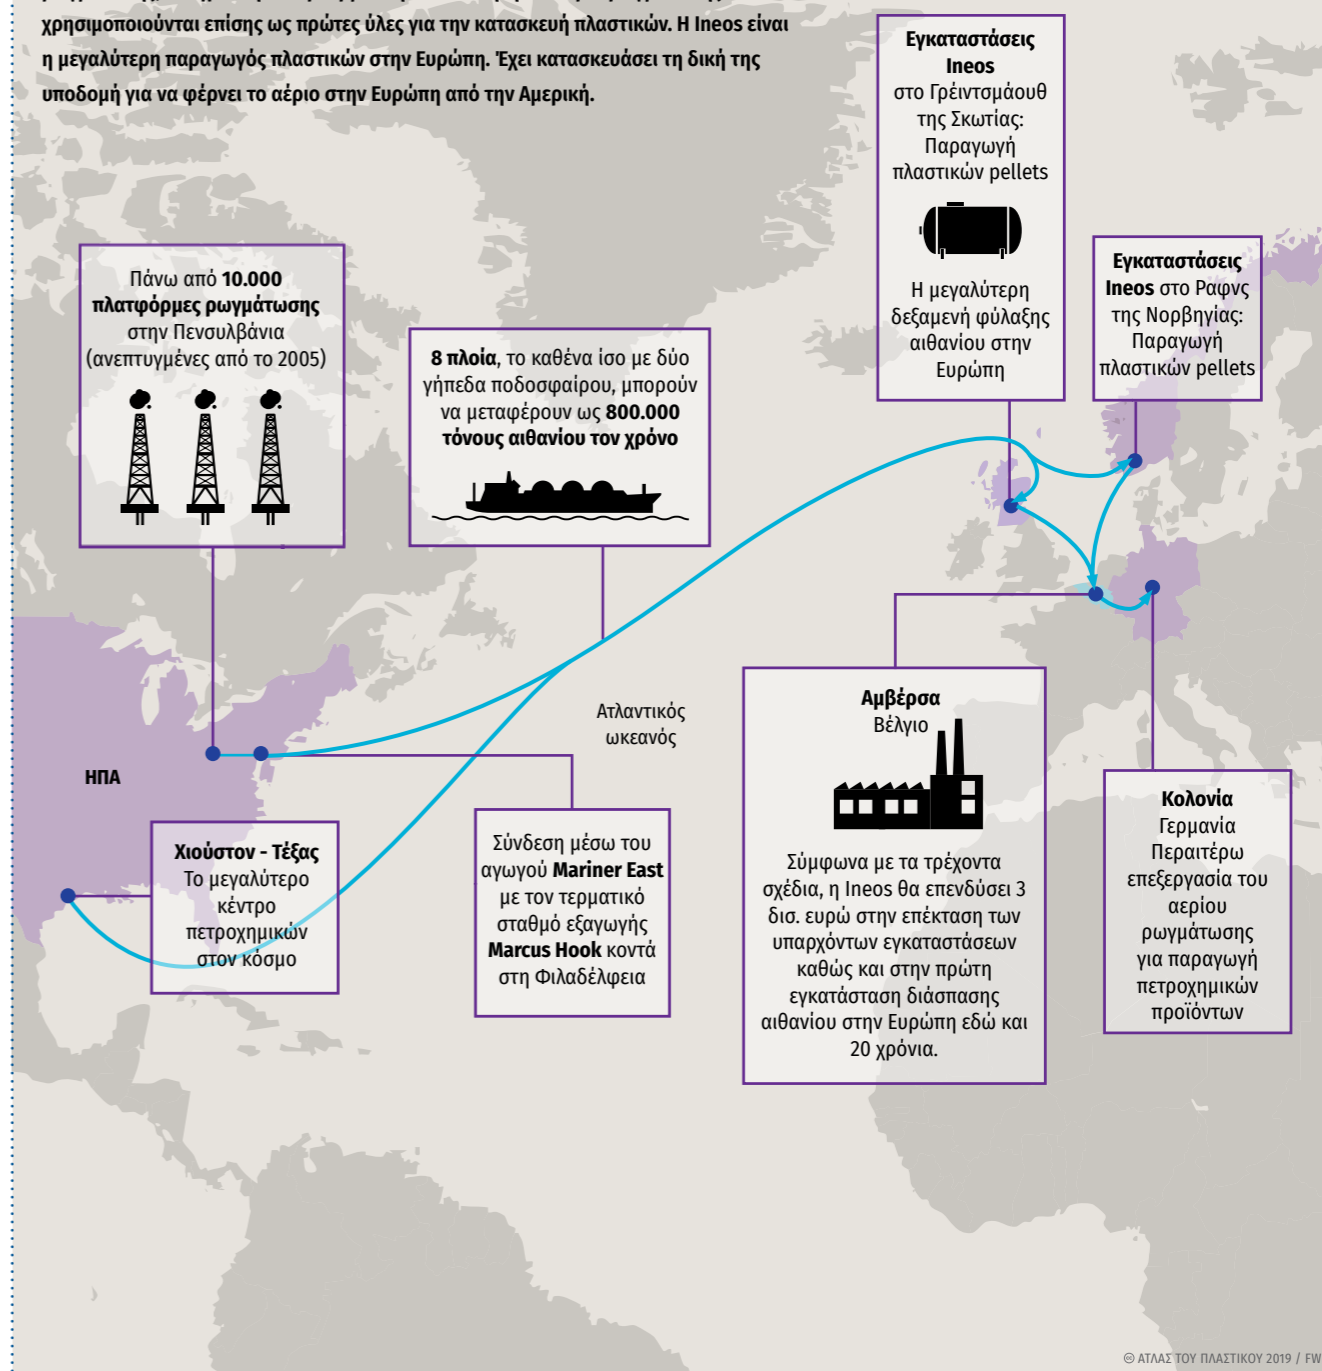 χρησιμοποιούνται επίσης ως πρώτες ύλες για την κατασκευή πλαστικών. Η Ineos είναι
η μεγαλύτερη παραγωγός πλαστικών στην Ευρώπη. Έχει κατασκευάσει τη δική της
υποδομή για να φέρνει το αέριο στην Ευρώπη από την Αμερική.
Εγκαταστάσεις
Ineos
στο Γρέιντσμάουθ
της Σκωτίας:
Παραγωγή
πλαστικών pellets
Η μεγαλύτερη
δεξαμενή φύλαξης
αιθανίου στην
Ευρώπη
Εγκαταστάσεις
Ineos στο Ραφνς
της Νορβηγίας:
Παραγωγή
πλαστικών pellets
Πάνω από 10.000
πλατφόρμες ρωγμάτωσης
στην Πενσυλβάνια
(ανεπτυγμένες από το 2005)
8 πλοία, το καθένα ίσο με δύο
γήπεδα ποδοσφαίρου, μπορούν
να μεταφέρουν ως 800.000
τόνους αιθανίου τον χρόνο
Ατλαντικός
ωκεανός
ΗΠΑ
Χιούστον - Τέξας
Το μεγαλύτερο
κέντρο
πετροχημικών
στον κόσμο
Σύνδεση μέσω του
αγωγού Mariner East
με τον τερματικό
σταθμό εξαγωγής
Marcus Hook κοντά
στη Φιλαδέλφεια
Αμβέρσα
Βέλγιο
Σύμφωνα με τα τρέχοντα
σχέδια, η Ineos θα επενδύσει 3
δισ. ευρώ στην επέκταση των
υπαρχόντων εγκαταστάσεων
καθώς και στην πρώτη
εγκατάσταση διάσπασης
αιθανίου στην Ευρώπη εδώ και
20 χρόνια.
Κολονία
Γερμανία
Περαιτέρω
επεξεργασία του
αερίου
ρωγμάτωσης
για παραγωγή
πετροχημικών
προϊόντων
ΑΤΛΑΣ ΤΟΥ ΠΛΑΣΤΙΚΟΥ 2019 / FW